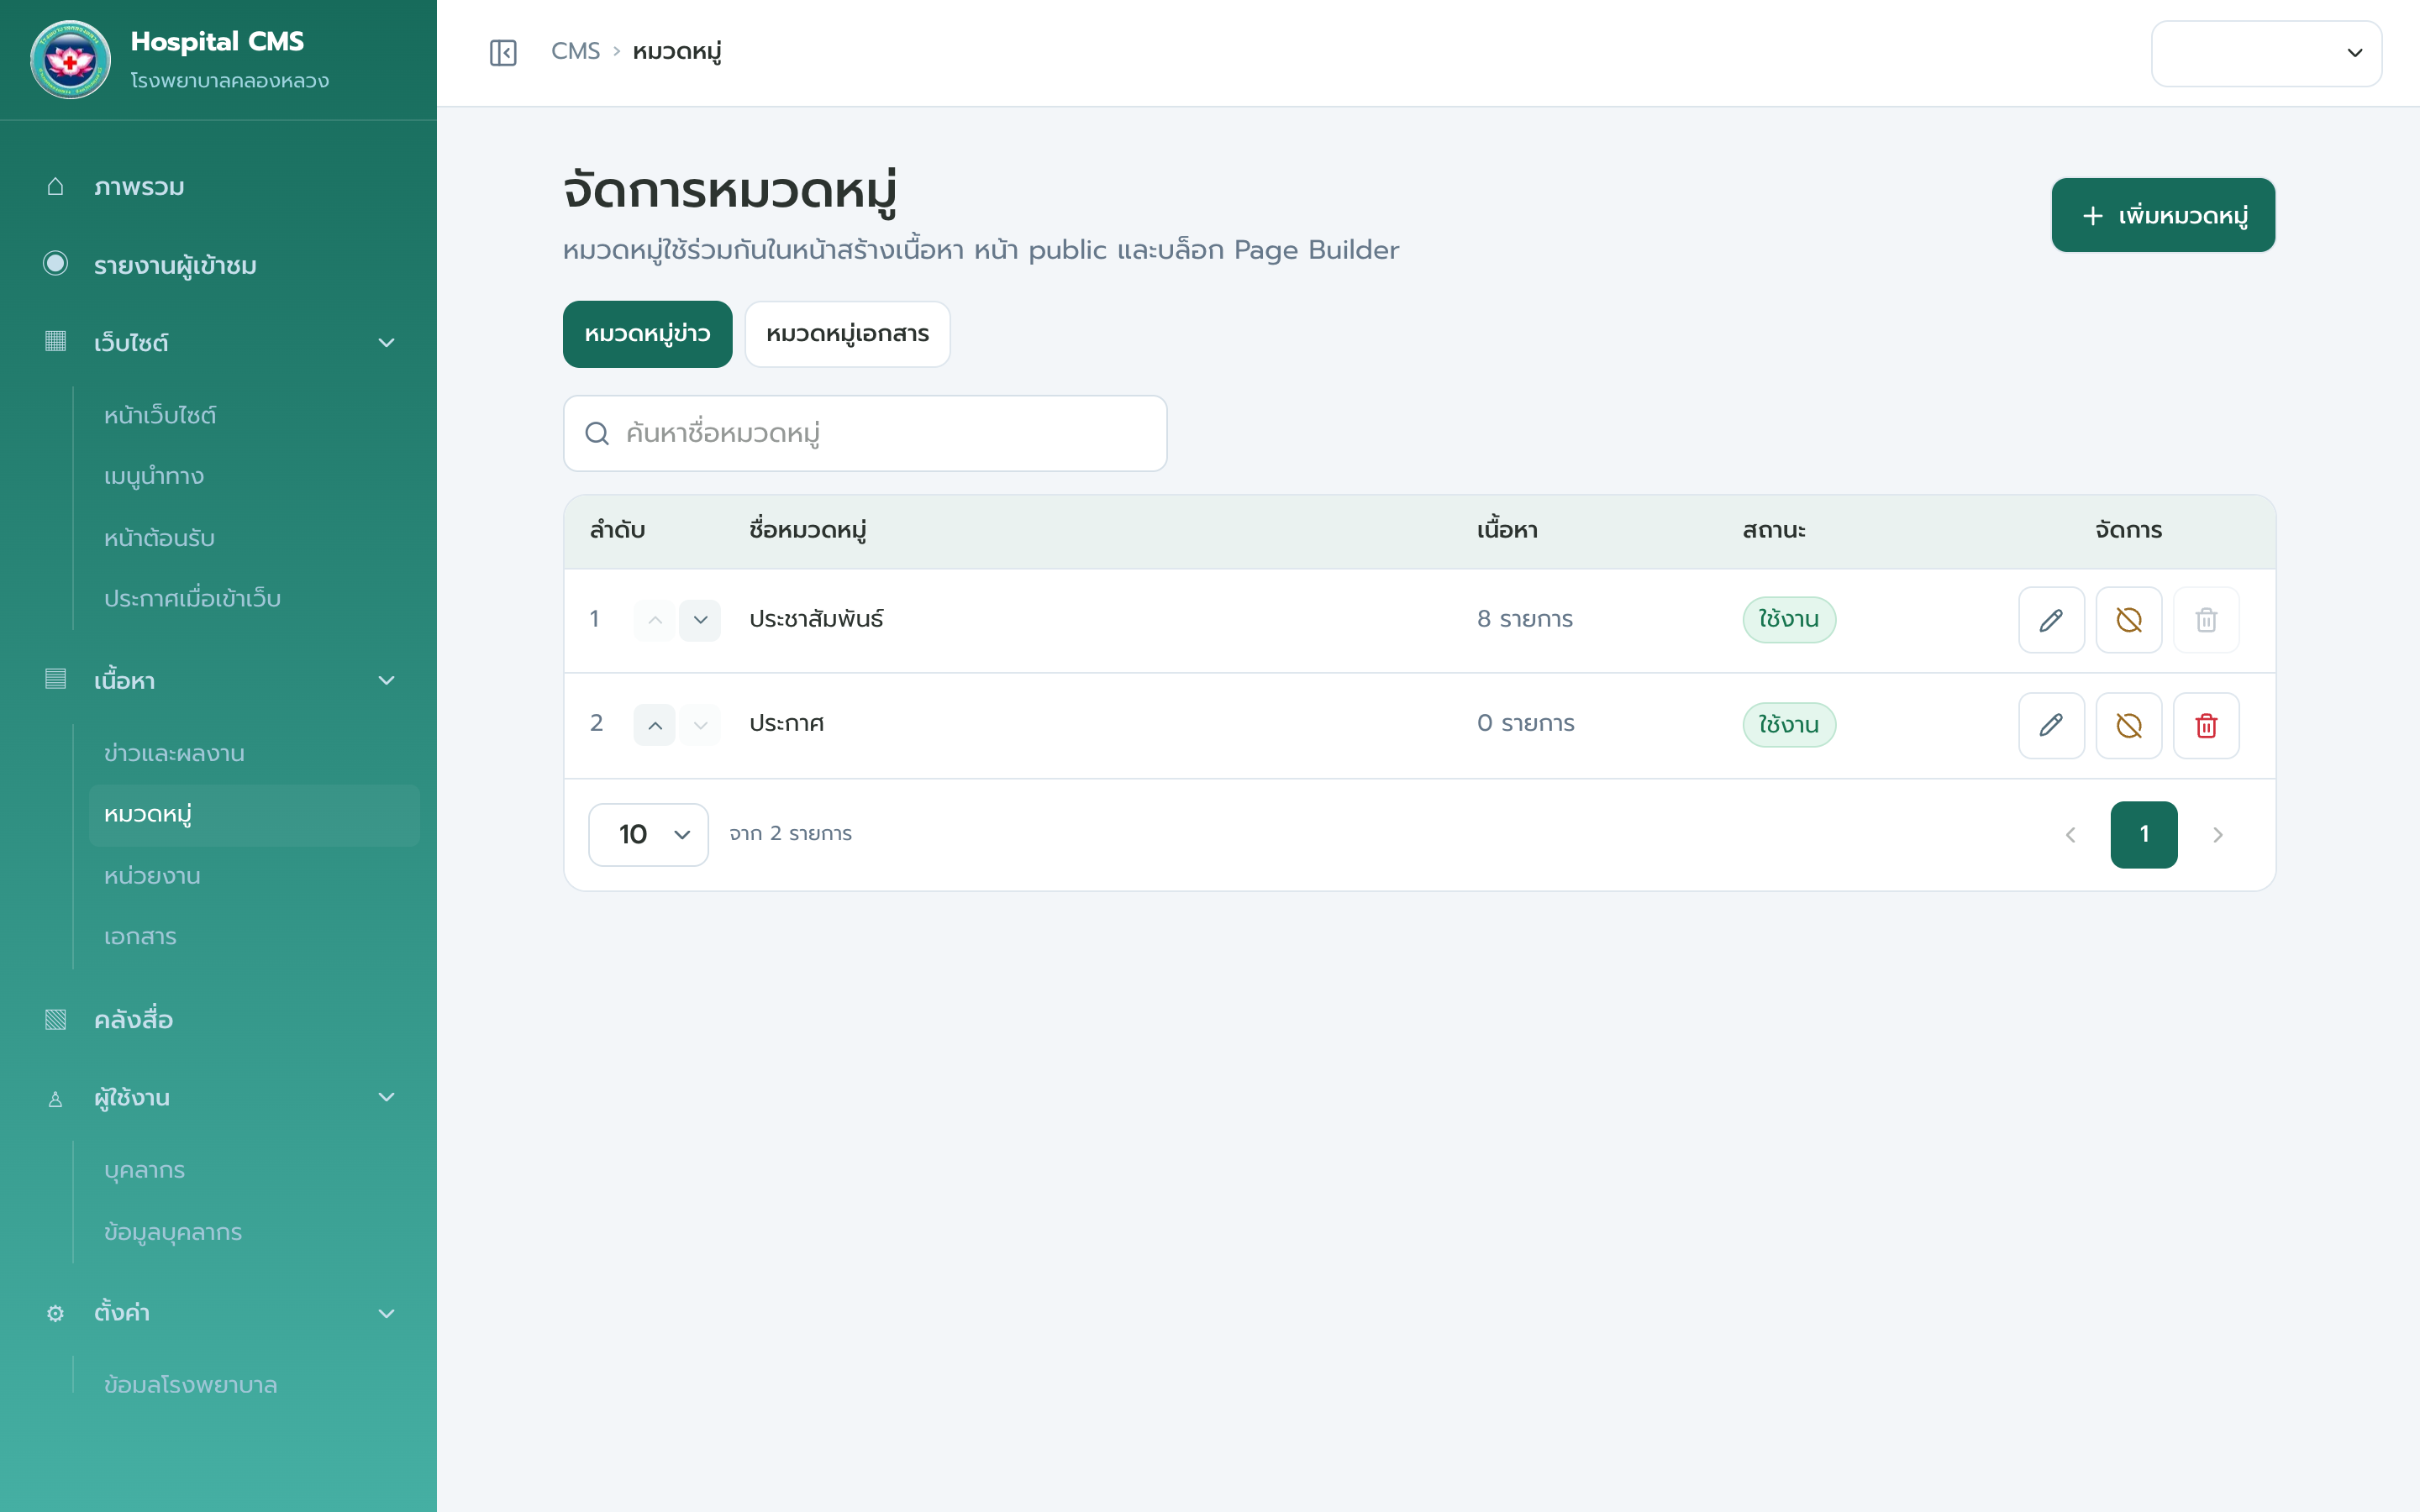 Hospital CMS
โรงพยาบาลคลองหลวง
ภาพรวม
รายงานผู้เข้าชม
เว็บไซต์
หน้าเว็บไซต์
เมนูนำทาง
หน้าต้อนรับ
ประกาศเมื่อเข้าเว็บ
เนื้อหา
ข่าวและผลงาน
หมวดหมู่
หน่วยงาน
เอกสาร
คลังสื่อ
ผู้ใช้งาน
บุคลากร
ข้อมูลบุคลากร
ตั้งค่า
ข้อมูลโรงพยาบาล
CMS › หมวดหมู่
จัดการหมวดหมู่
หมวดหมู่ใช้ร่วมกันในหน้าสร้างเนื้อหา หน้า public และบล็อก Page Builder
+ เพิ่มหมวดหมู่
หมวดหมู่ข่าว หมวดหมู่เอกสาร
ค้นหาชื่อหมวดหมู่
ลำดับ ชื่อหมวดหมู่ เนื้อหา สถานะ จัดการ
1 ประชาสัมพันธ์ 8 รายการ ใช้งาน
2 ประกาศ 0 รายการ ใช้งาน
10 จาก 2 รายการ 1